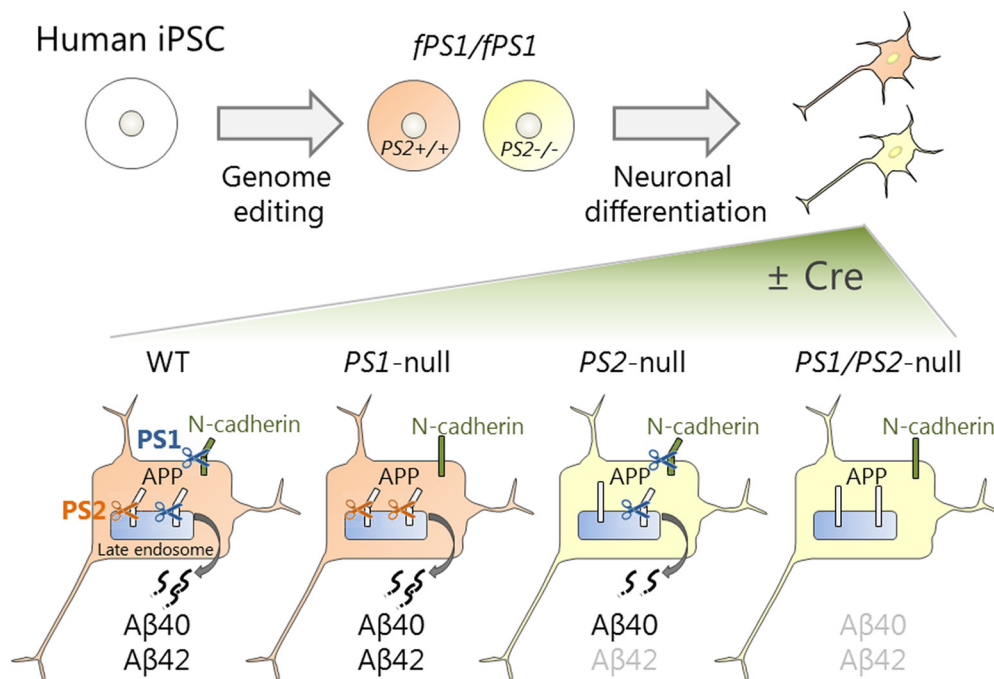 Human iPSC
fPS1/fPS1
PS2+/+
PS2-/-
Genome
editing
Neuronal
differentiation
± Cre
WT
PS1-null
PS2-null
PS1/PS2-null
N-cadherin
PS1
APP
PS2
Late endosome
Aβ40
Aβ42
N-cadherin
APP
Aβ40
Aβ42
N-cadherin
APP
Aβ40
Aβ42
N-cadherin
APP
Aβ40
Aβ42